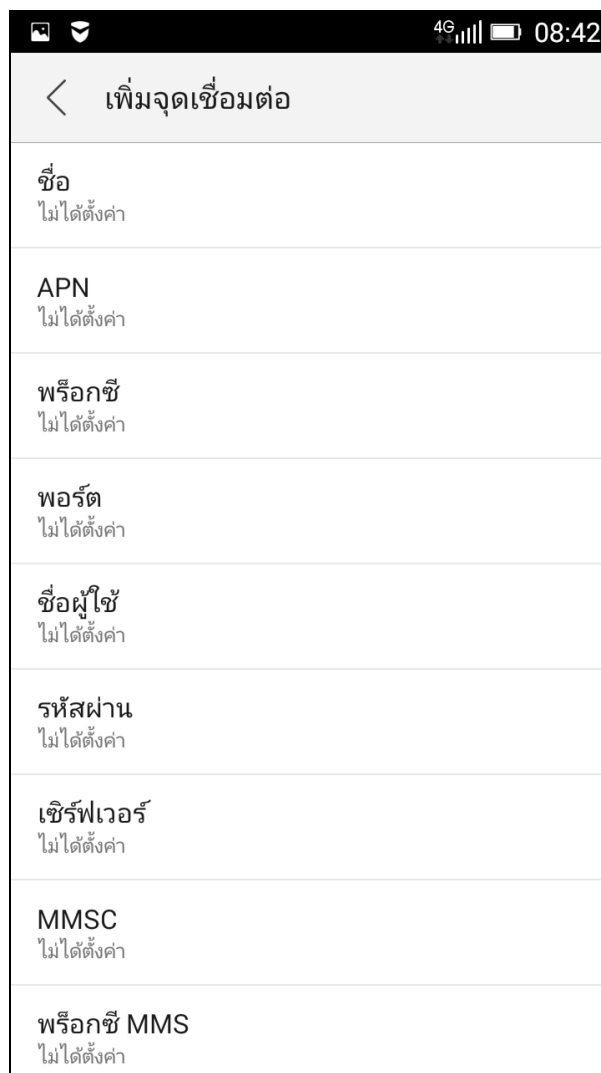 4G 08:42
เพิ่มจุดเชื่อมต่อ
ชื่อ
ไม่ได้ตั้งค่า
APN
ไม่ได้ตั้งค่า
พร็อกซี
ไม่ได้ตั้งค่า
พอร์ต
ไม่ได้ตั้งค่า
ชื่อผู้ใช้
ไม่ได้ตั้งค่า
รหัสผ่าน
ไม่ได้ตั้งค่า
เซิร์ฟเวอร์
ไม่ได้ตั้งค่า
MMSC
ไม่ได้ตั้งค่า
พร็อกซี MMS
ไม่ได้ตั้งค่า